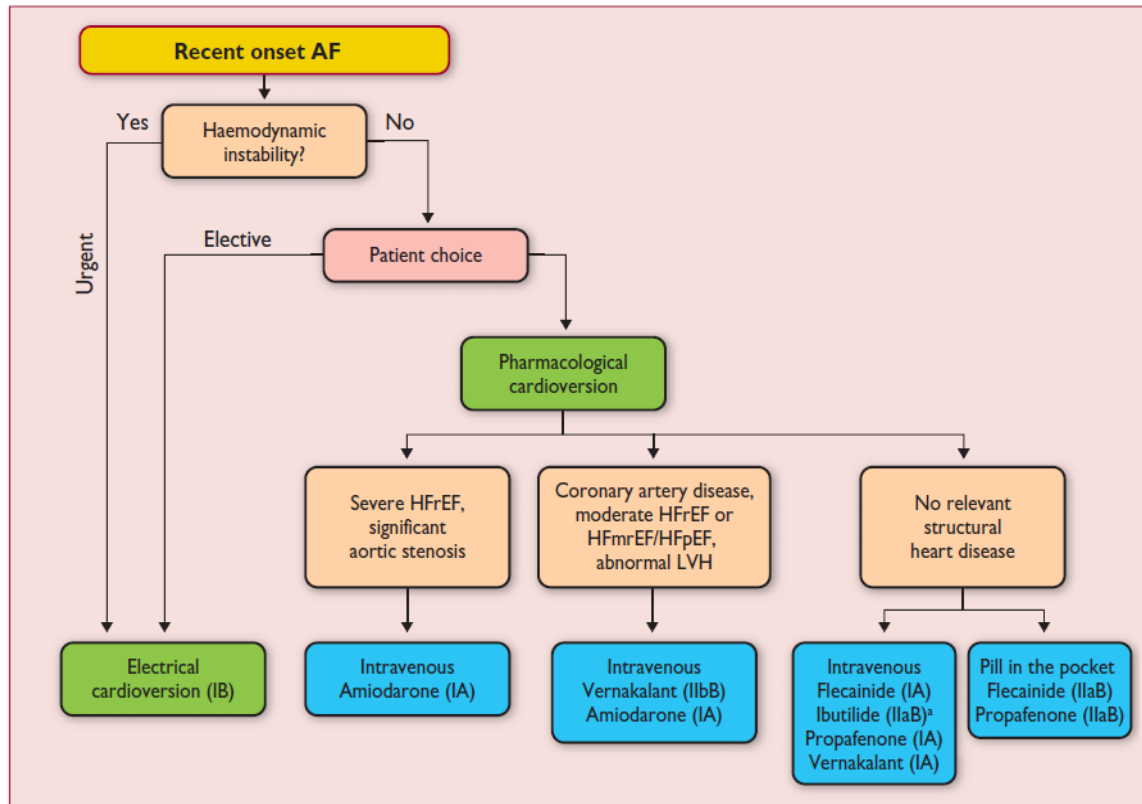 Recent onset AF
Yes
Haemodynamic
instability?
No
Urgent
Elective
Patient choice
Pharmacological
cardioversion
Severe HFrEF,
significant
aortic stenosis
Coronary artery disease,
moderate HFrEF or
HFmrEF/HFpEF,
abnormal LVH
No relevant
structural
heart disease
Electrical
cardioversion (IB)
Intravenous
Amiodarone (IA)
Intravenous
Vernakalant (IIbB)
Amiodarone (IA)
Intravenous
Flecainide (IA)
Ibutilide (IIaB)ᵃ
Propafenone (IA)
Vernakalant (IA)
Pill in the pocket
Flecainide (IIaB)
Propafenone (IIaB)